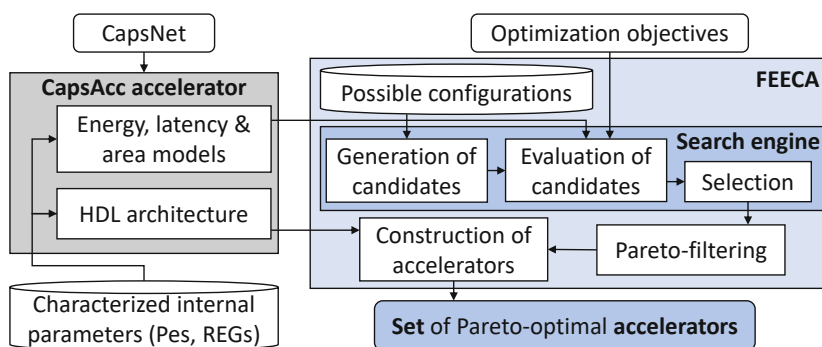 CapsNet
Optimization objectives
CapsAcc accelerator
FEECA
Possible configurations
Energy, latency &
area models
Search engine
Generation of
candidates
Evaluation of
candidates
Selection
HDL architecture
Construction of
accelerators
Pareto-filtering
Characterized internal
parameters (Pes, REGs)
Set of Pareto-optimal accelerators